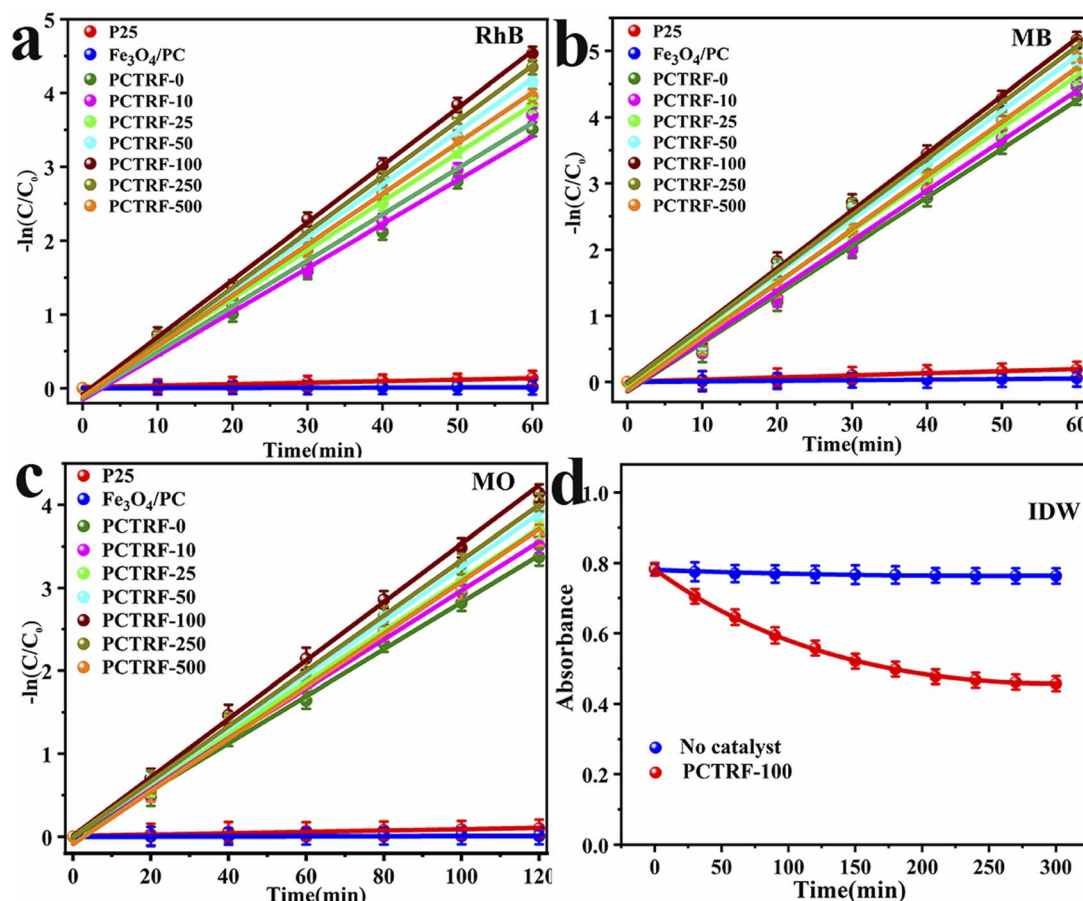 a
RhB
P25
Fe₃O₄/PC
PCTRF-0
PCTRF-10
PCTRF-25
PCTRF-50
PCTRF-100
PCTRF-250
PCTRF-500
-ln(C/C₀)
5
4
3
2
1
0
0 10 20 30 40 50 60
Time(min)
b
MB
P25
Fe₃O₄/PC
PCTRF-0
PCTRF-10
PCTRF-25
PCTRF-50
PCTRF-100
PCTRF-250
PCTRF-500
-ln(C/C₀)
5
4
3
2
1
0
0 10 20 30 40 50 60
Time(min)
c
MO
P25
Fe₃O₄/PC
PCTRF-0
PCTRF-10
PCTRF-25
PCTRF-50
PCTRF-100
PCTRF-250
PCTRF-500
-ln(C/C₀)
4
3
2
1
0
0 20 40 60 80 100 120
Time(min)
d
IDW
Absorbance
1.0
0.8
0.6
0.4
0.2
0.0
No catalyst
PCTRF-100
0 50 100 150 200 250 300
Time(min)